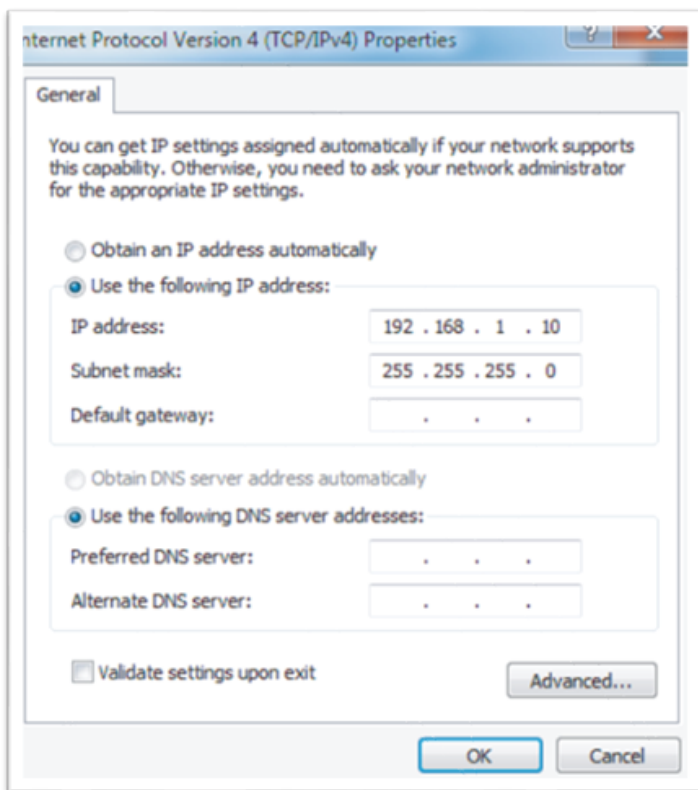 nternet Protocol Version 4 (TCP/IPv4) Properties
General
You can get IP settings assigned automatically if your network supports
this capability. Otherwise, you need to ask your network administrator
for the appropriate IP settings.
Obtain an IP address automatically
Use the following IP address:
IP address: 192 . 168 . 1 . 10
Subnet mask: 255 . 255 . 255 . 0
Default gateway: . . .
Obtain DNS server address automatically
Use the following DNS server addresses:
Preferred DNS server: . . .
Alternate DNS server: . . .
Validate settings upon exit
Advanced...
OK Cancel